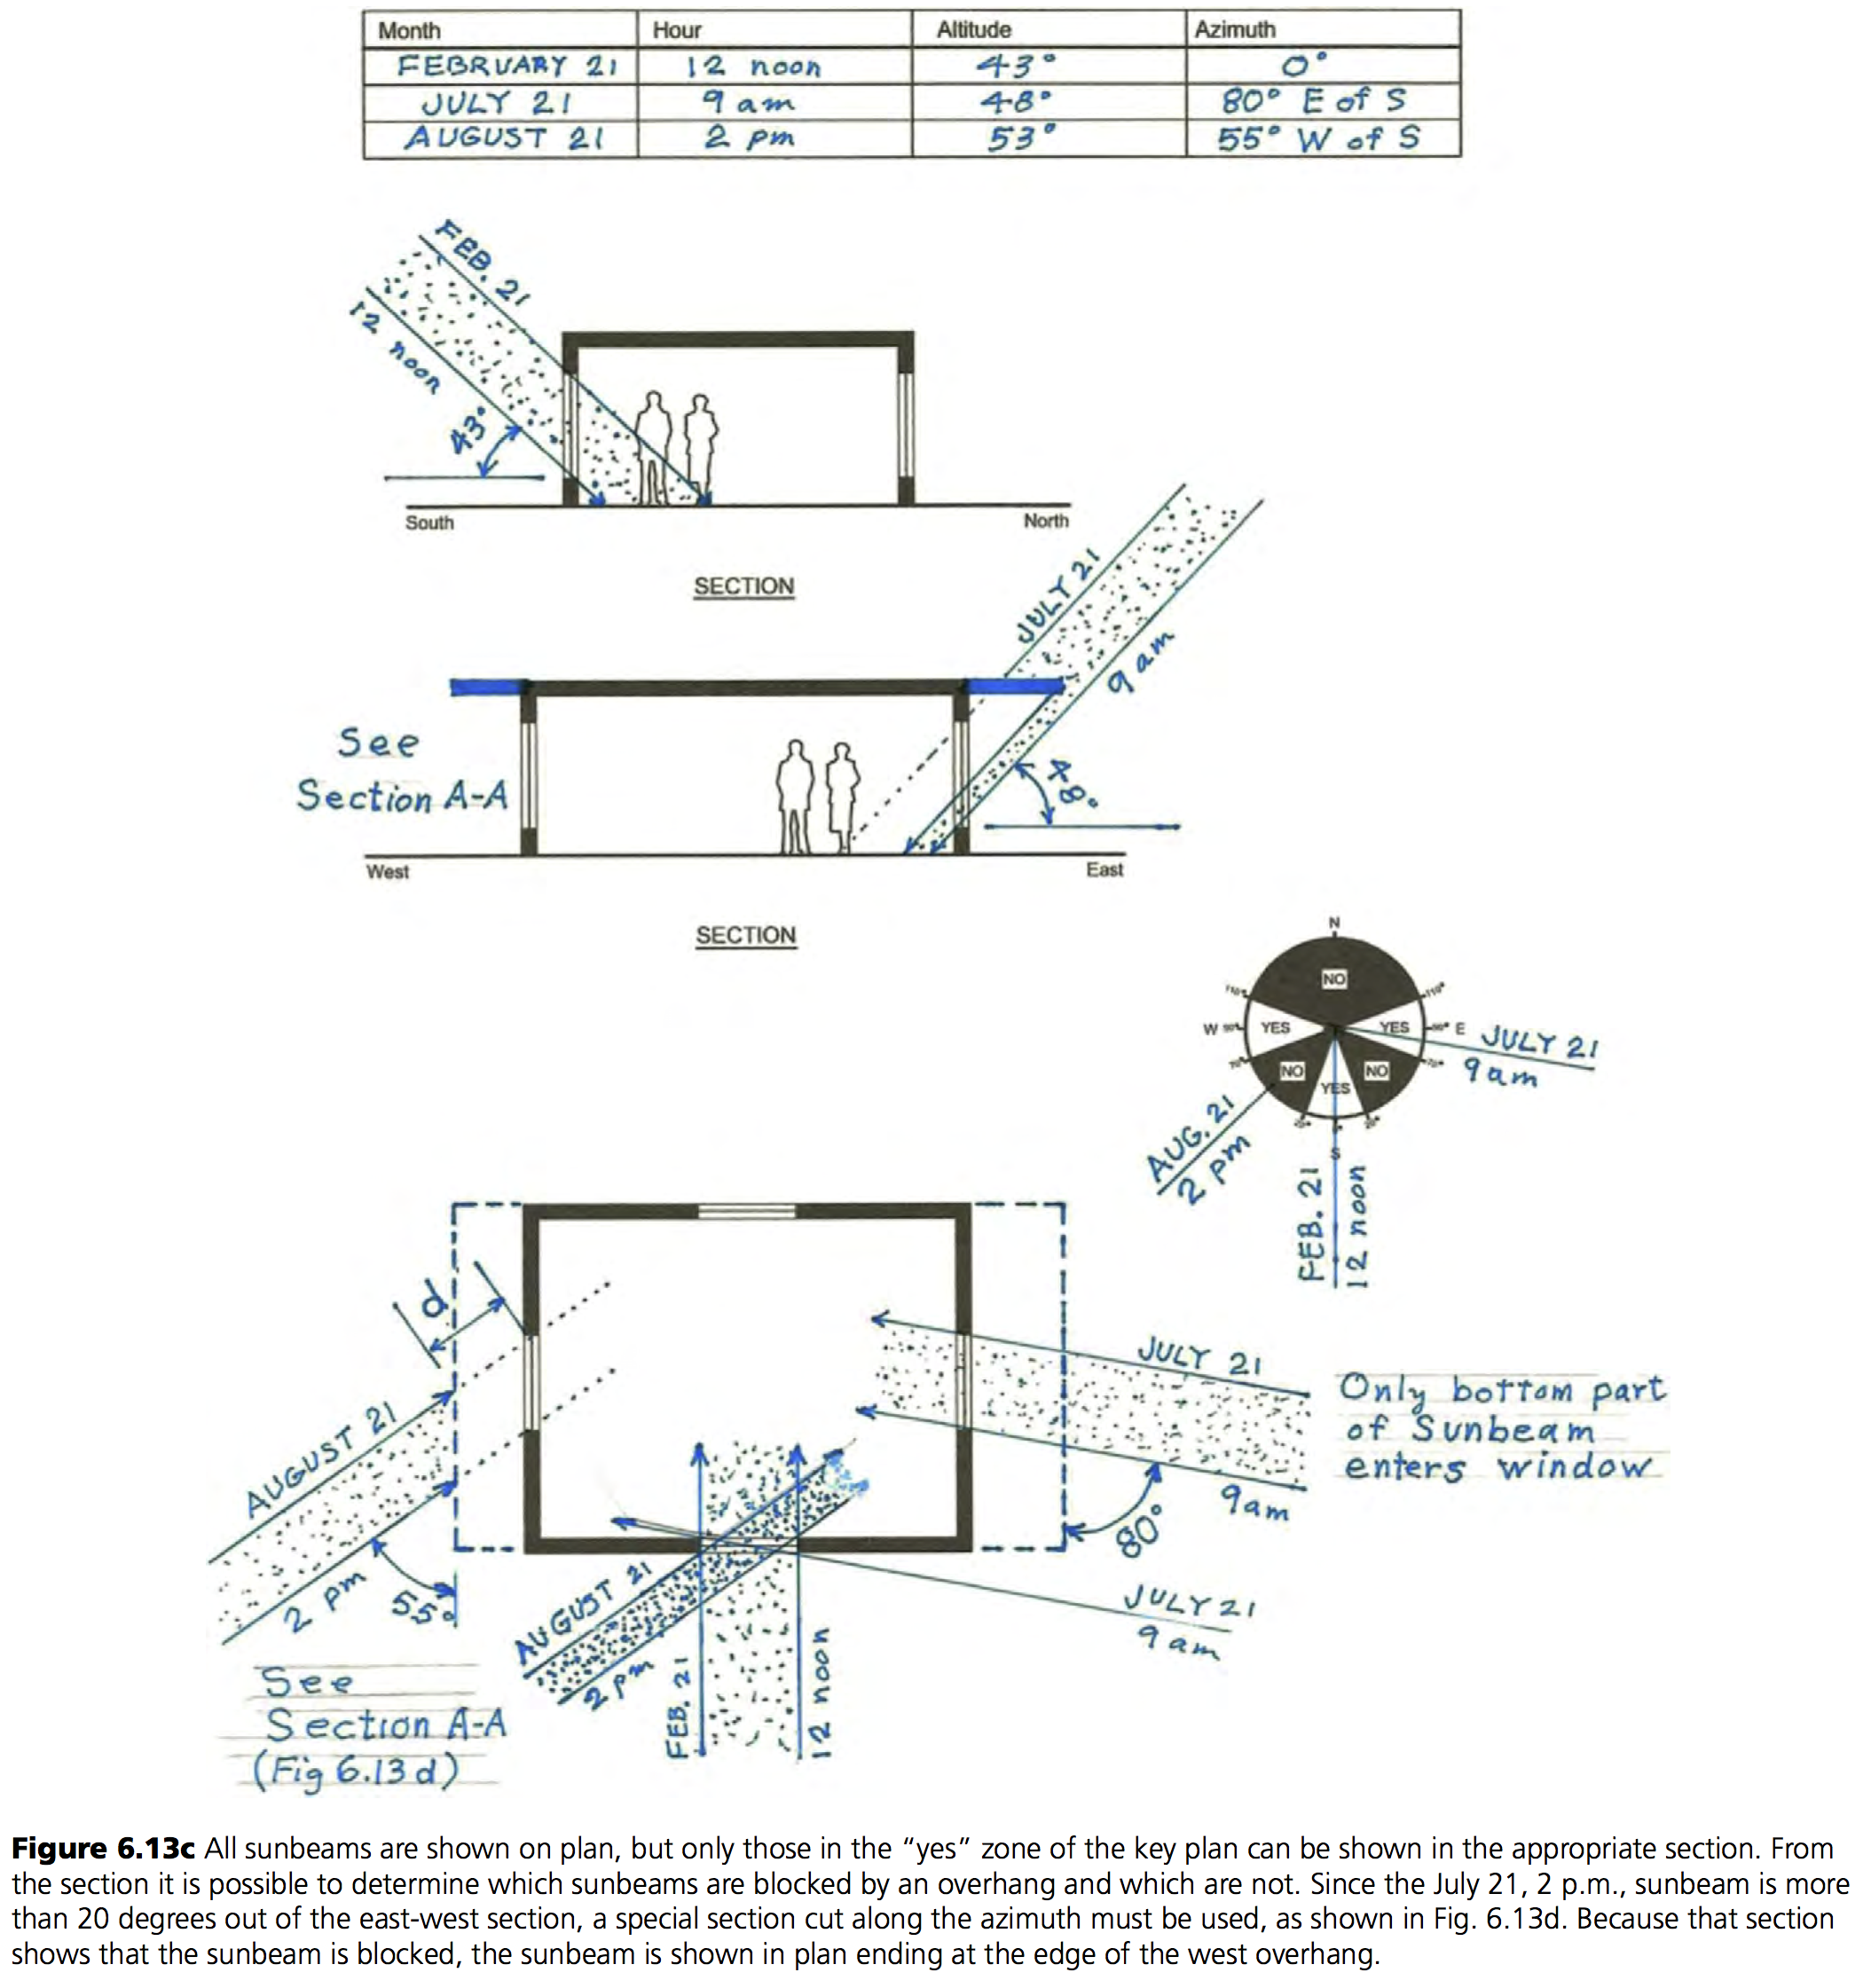 Month Hour Altitude Azimuth
FEBRUARY 21 12 noon 43° 0°
JULY 21 9 am 48° 80° E of S
AUGUST 21 2 pm 53° 55° W of S
FEB. 21
12 noon
43°
South North
SECTION
JULY 21
9 am
See
Section A-A
48°
West East
SECTION
N
NO
110° 110°
W 90° YES YES 90° E
JULY 21
9 am
70° NO NO 70°
YES
20° 0° 20°
S
AUG. 21
2 pm
FEB. 21
12 noon
d
AUGUST 21
2 pm
55°
JULY 21
9am
80°
Only bottom part
of Sunbeam
enters window
AUGUST 21
2 pm
FEB. 21
12 noon
JULY 21
9 am
See
Section A-A
(Fig 6.13d)
Figure 6.13c All sunbeams are shown on plan, but only those in the “yes” zone of the key plan can be shown in the appropriate section. From
the section it is possible to determine which sunbeams are blocked by an overhang and which are not. Since the July 21, 2 p.m., sunbeam is more
than 20 degrees out of the east-west section, a special section cut along the azimuth must be used, as shown in Fig. 6.13d. Because that section
shows that the sunbeam is blocked, the sunbeam is shown in plan ending at the edge of the west overhang.